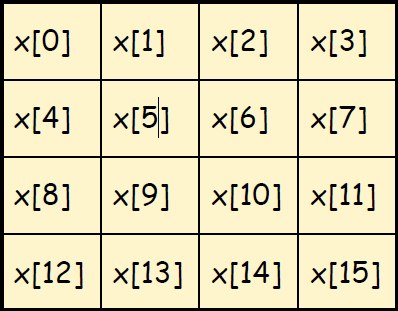 x[0] x[1] x[2] x[3]
x[4] x[5] x[6] x[7]
x[8] x[9] x[10] x[11]
x[12] x[13] x[14] x[15]